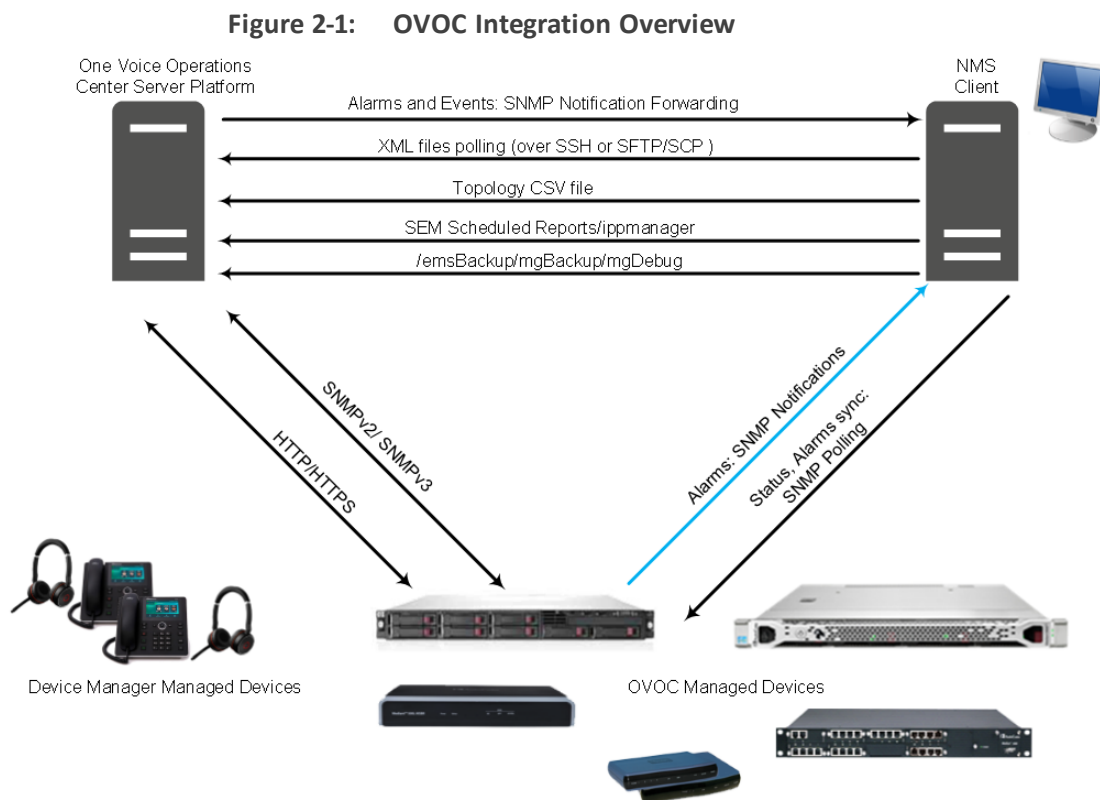 Figure 2-1: OVOC Integration Overview
One Voice Operations
Center Server Platform
NMS
Client
Alarms and Events: SNMP Notification Forwarding
XML files polling (over SSH or SFTP/SCP )
Topology CSV file
SEM Scheduled Reports/ippmanager
/emsBackup/mgBackup/mgDebug
SNMPv2/ SNMPv3
HTTP/HTTPS
Alarms: SNMP Notifications
Status, Alarms sync:
SNMP Polling
Device Manager Managed Devices
OVOC Managed Devices